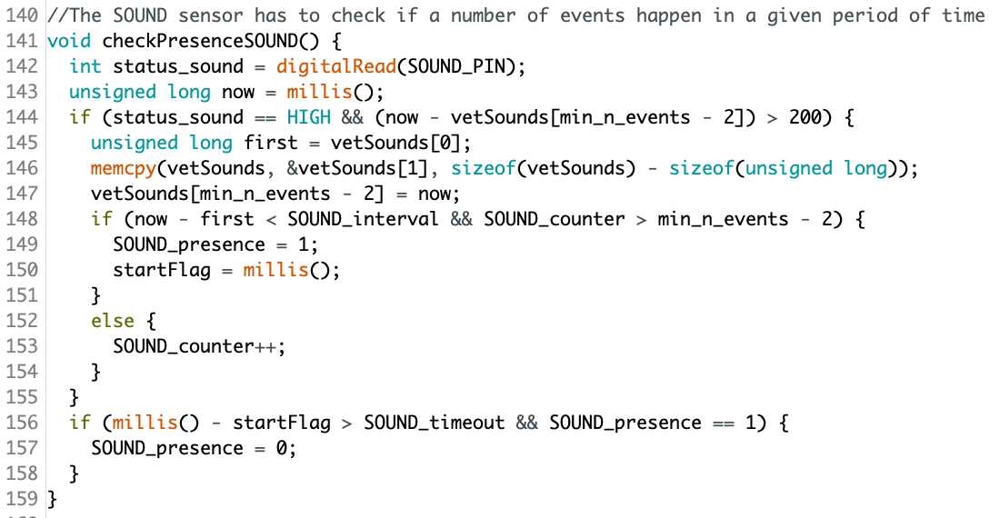 140 //The SOUND sensor has to check if a number of events happen in a given period of time
141 void checkPresenceSOUND() {
142   int status_sound = digitalRead(SOUND_PIN);
143   unsigned long now = millis();
144   if (status_sound == HIGH && (now - vetSounds[min_n_events - 2]) > 200) {
145     unsigned long first = vetSounds[0];
146     memcpy(vetSounds, &vetSounds[1], sizeof(vetSounds) - sizeof(unsigned long));
147     vetSounds[min_n_events - 2] = now;
148     if (now - first < SOUND_interval && SOUND_counter > min_n_events - 2) {
149       SOUND_presence = 1;
150       startFlag = millis();
151     }
152     else {
153       SOUND_counter++;
154     }
155   }
156   if (millis() - startFlag > SOUND_timeout && SOUND_presence == 1) {
157     SOUND_presence = 0;
158   }
159 }